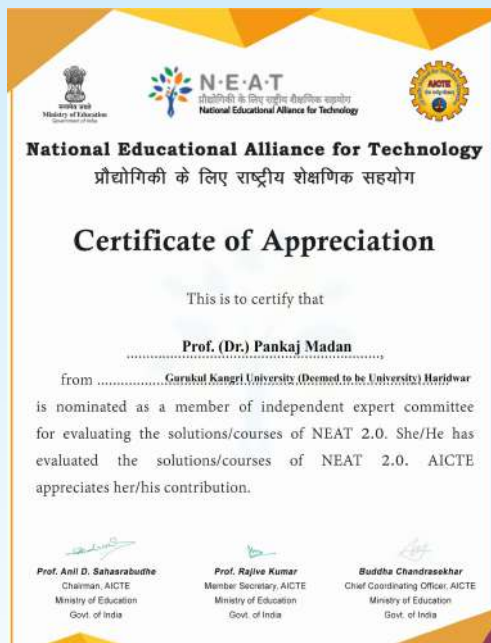 सत्यमेव जयते
Ministry of Education
Government of India
N·E·A·T
प्रौद्योगिकी के लिए राष्ट्रीय शैक्षणिक सहयोग
National Educational Alliance for Technology
AICTE
National Educational Alliance for Technology
प्रौद्योगिकी के लिए राष्ट्रीय शेक्षणिक सहयोग
Certificate of Appreciation
This is to certify that
Prof. (Dr.) Pankaj Madan
from Gurukul Kangri University (Deemed to be University) Haridwar
is nominated as a member of independent expert committee
for evaluating the solutions/courses of NEAT 2.0. She/He has
evaluated the solutions/courses of NEAT 2.0. AICTE
appreciates her/his contribution.
Prof. Anil D. Sahasrabudhe
Chairman, AICTE
Ministry of Education
Govt. of India
Prof. Rajive Kumar
Member Secretary, AICTE
Ministry of Education
Govt. of India
Buddha Chandrasekhar
Chief Coordinating Officer, AICTE
Ministry of Education
Govt. of India